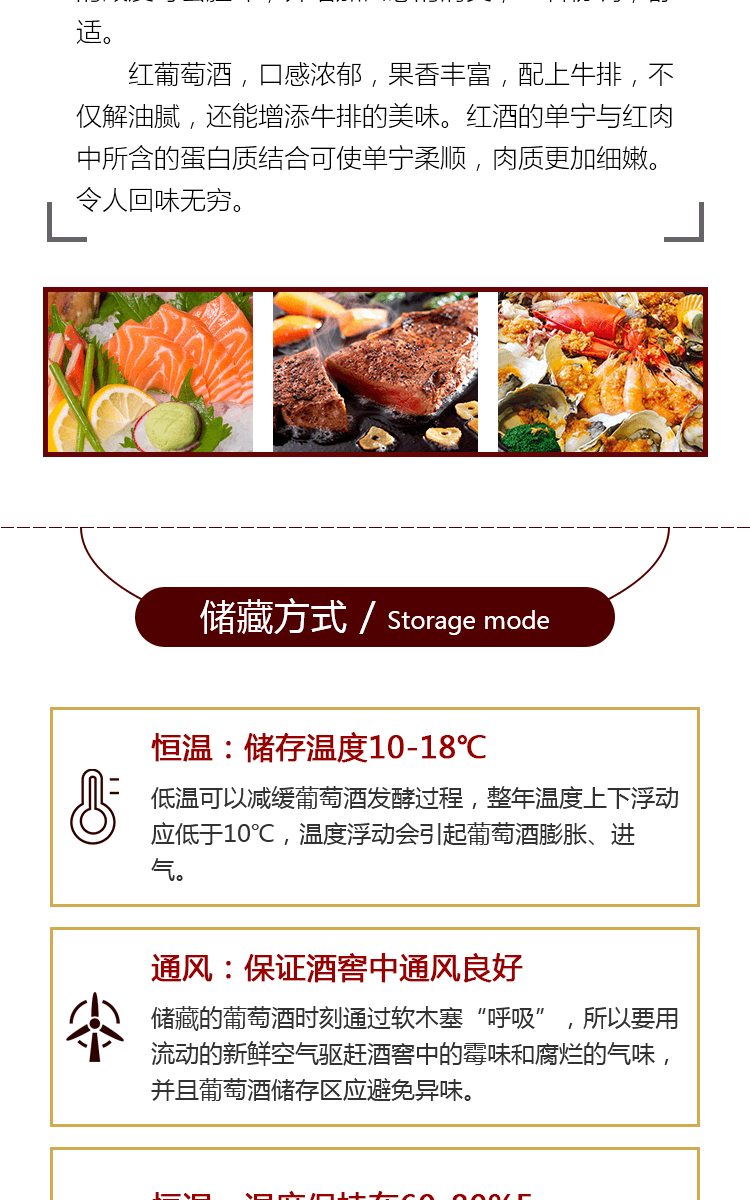 适。
红葡萄酒，口感浓郁，果香丰富，配上牛排，不
仅解油腻，还能增添牛排的美味。红酒的单宁与红肉
中所含的蛋白质结合可使单宁柔顺，肉质更加细嫩。
令人回味无穷。
储藏方式 / Storage mode
恒温：储存温度10-18℃
低温可以减缓葡萄酒发酵过程，整年温度上下浮动
应低于10℃，温度浮动会引起葡萄酒膨胀、进
气。
通风：保证酒窖中通风良好
储藏的葡萄酒时刻通过软木塞“呼吸”，所以要用
流动的新鲜空气驱赶酒窖中的霉味和腐烂的气味，
并且葡萄酒储存区应避免异味。